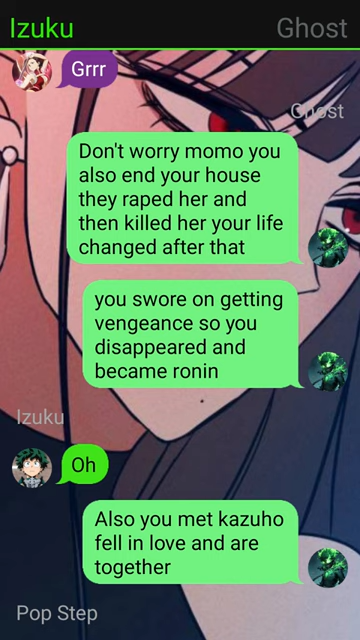 Izuku
Ghost
Grrr
Ghost
Don't worry momo you
also end your house
they raped her and
then killed her your life
changed after that
you swore on getting
vengeance so you
disappeared and
became ronin
Izuku
Oh
Also you met kazuho
fell in love and are
together
Pop Step